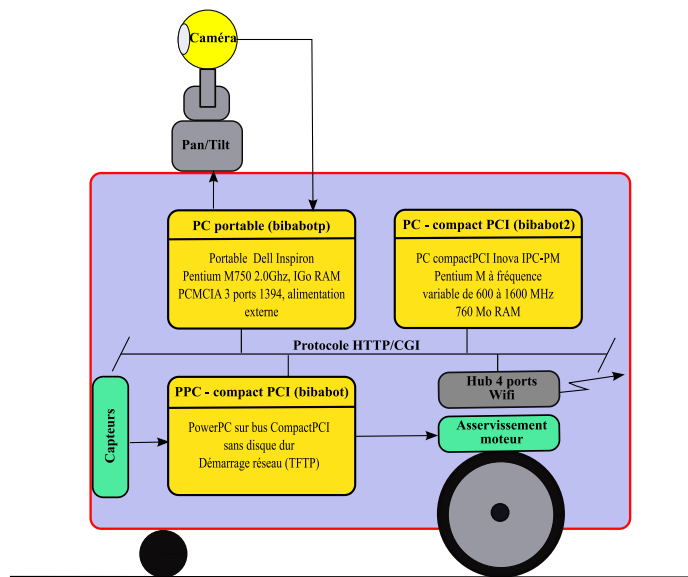 Caméra
Pan/Tilt
PC portable (bibabotp)
Portable Dell Inspiron
Pentium M750 2.0Ghz, 1Go RAM
PCMCIA 3 ports 1394, alimentation
externe
PC - compact PCI (bibabot2)
PC compactPCI Inova IPC-PM
Pentium M à fréquence
variable de 600 à 1600 MHz
760 Mo RAM
Protocole HTTP/CGI
Capteurs
PPC - compact PCI (bibabot)
PowerPC sur bus CompactPCI
sans disque dur
Démarrage réseau (TFTP)
Hub 4 ports
Wifi
Asservissement
moteur